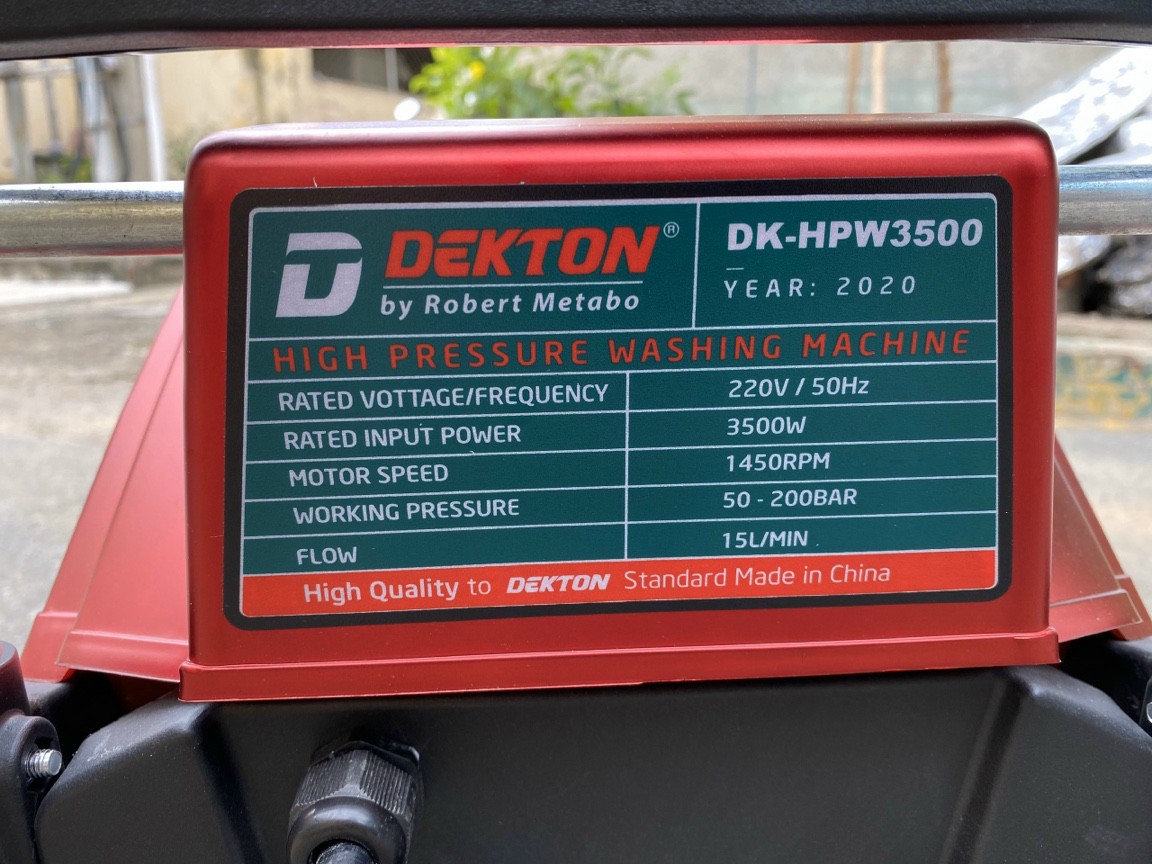 DEKTON®
by Robert Metabo
DK-HPW3500
YEAR: 2020
HIGH PRESSURE WASHING MACHINE
RATED VOTTAGE/FREQUENCY 220V / 50Hz
RATED INPUT POWER 3500W
MOTOR SPEED 1450RPM
WORKING PRESSURE 50 - 200BAR
FLOW 15L/MIN
High Quality to DEKTON Standard Made in China